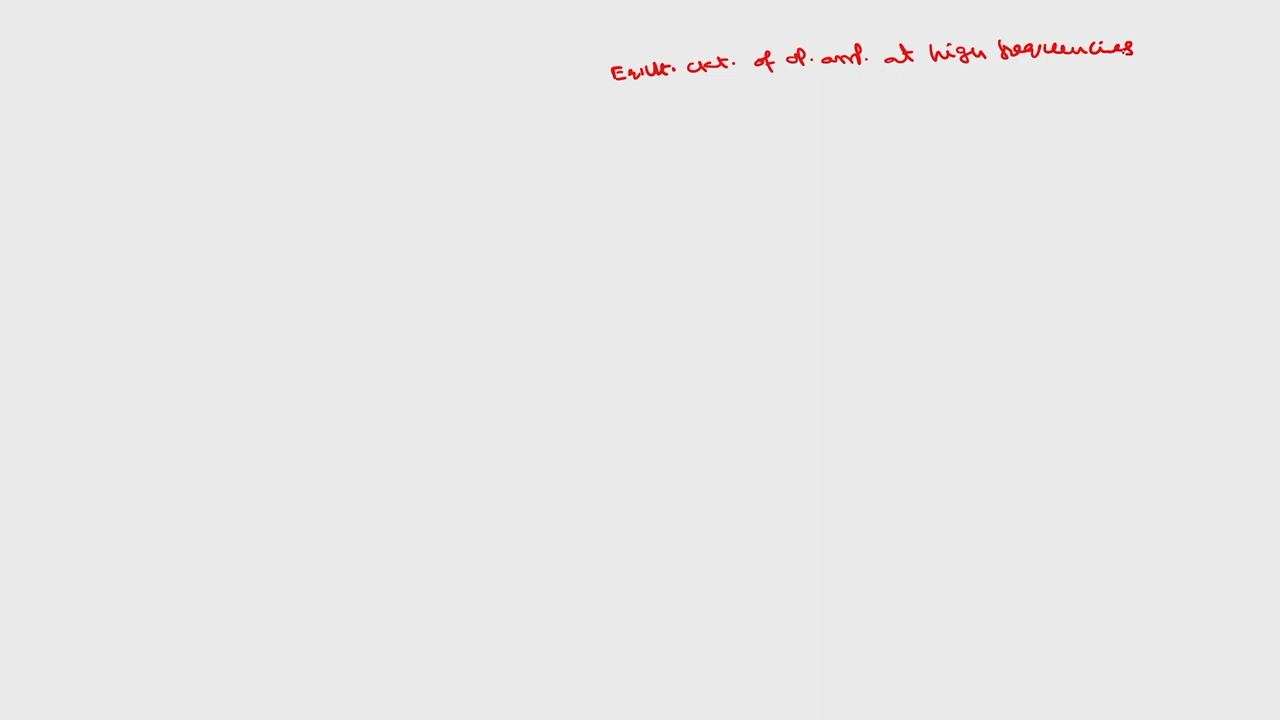 Eqult. ckt. of op. amp. at high frequencies